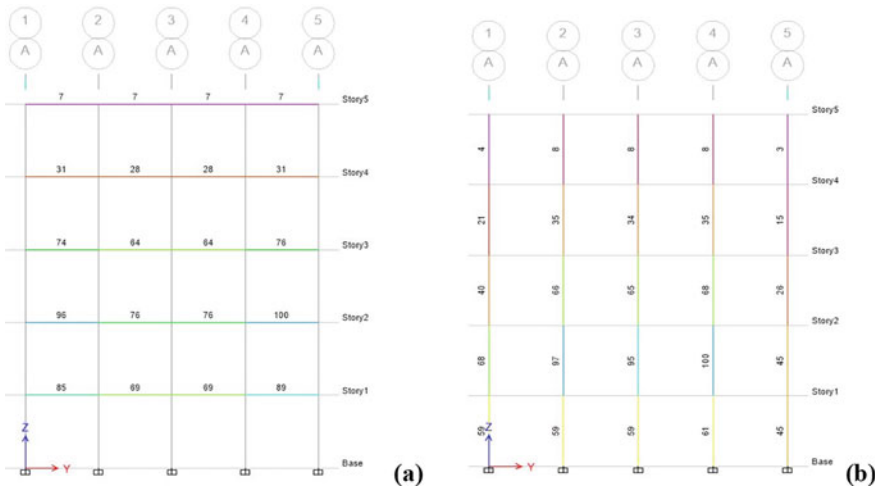 1 2 3 4 5
A A A A A
7 7 7 7 Story5
31 28 28 31 Story4
74 64 64 76 Story3
96 76 76 100 Story2
85 69 69 89 Story1
Z
Y
Base
(a)
1 2 3 4 5
A A A A A
Story5
4 8 8 8 3
Story4
21 35 34 35 15
Story3
40 66 65 68 26
Story2
68 97 95 100 45
Story1
59 59 59 61 45
Z
Y
Base
(b)